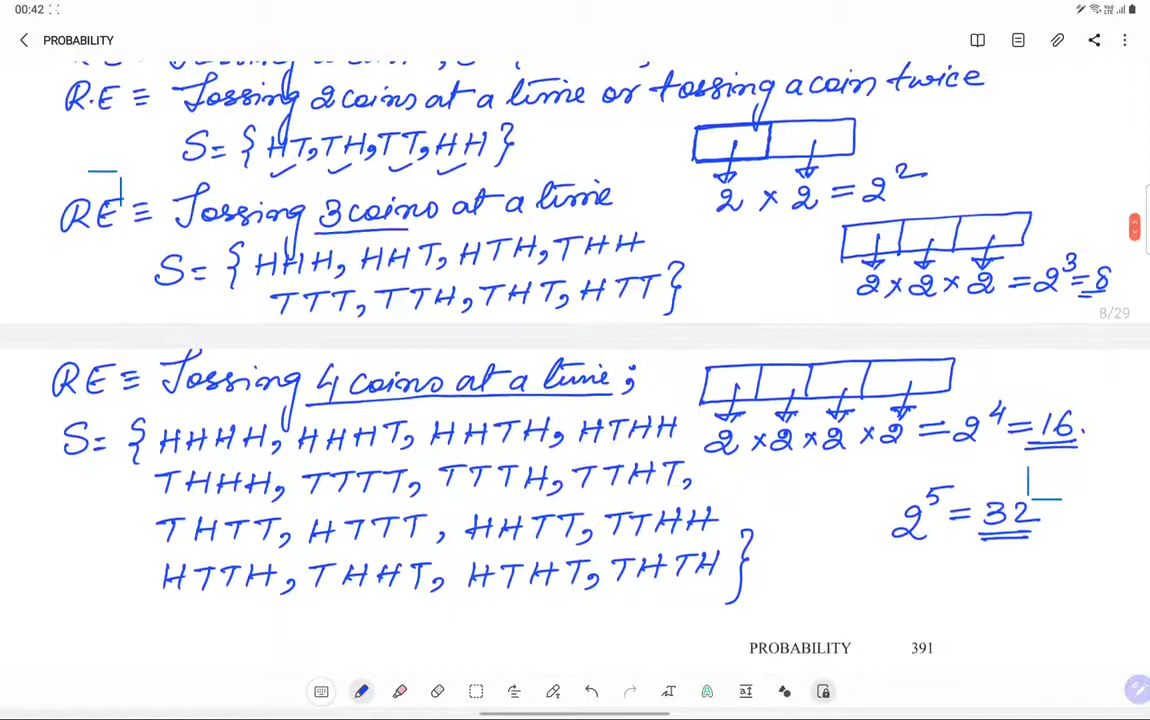 00:42
PROBABILITY
R.E ≡ Tossing 2 coins at a time or tossing a coin twice
S= { HT, TH, TT, HH }
2 × 2 = 2²
RE ≡ Tossing 3 coins at a time
S= { HHH, HHT, HTH, THH
TTT, TTH, THT, HTT }
2 × 2 × 2 = 2³ = 8
8/29
RE ≡ Tossing 4 coins at a time ;
S= { HHHH, HHHT, HHTH, HTHH
2 × 2 × 2 × 2 = 2⁴ = 16.
THHH, TTTT, TTTH, TTHT,
THTT, HTTT, HHTT, TTHH
2⁵ = 32
HTTH, THHT, HTHT, THTH }
PROBABILITY 391